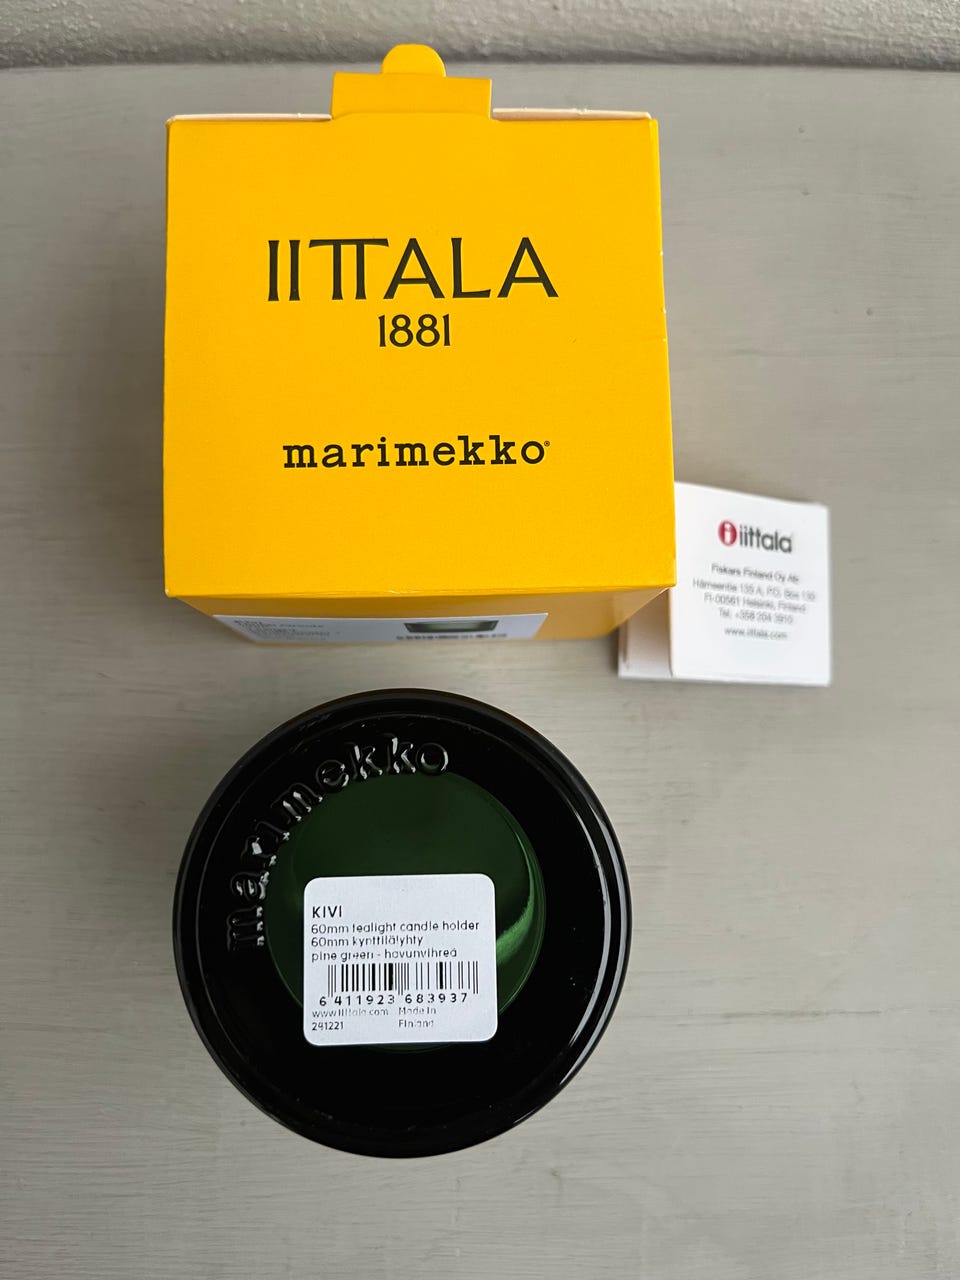 IITTALA
1881
marimekko®
iittala
Fiskars Finland Oy Ab
Hämeentie 135 A, P.O. Box 130
FI-00561 Helsinki, Finland
Tel. +358 204 3910
www.iittala.com
marimekko
KIVI
60mm tealight candle holder
60mm kynttilälyhty
pine green - havunvihreä
6 411923 683937
www.iittala.com Made in
241221 Finland